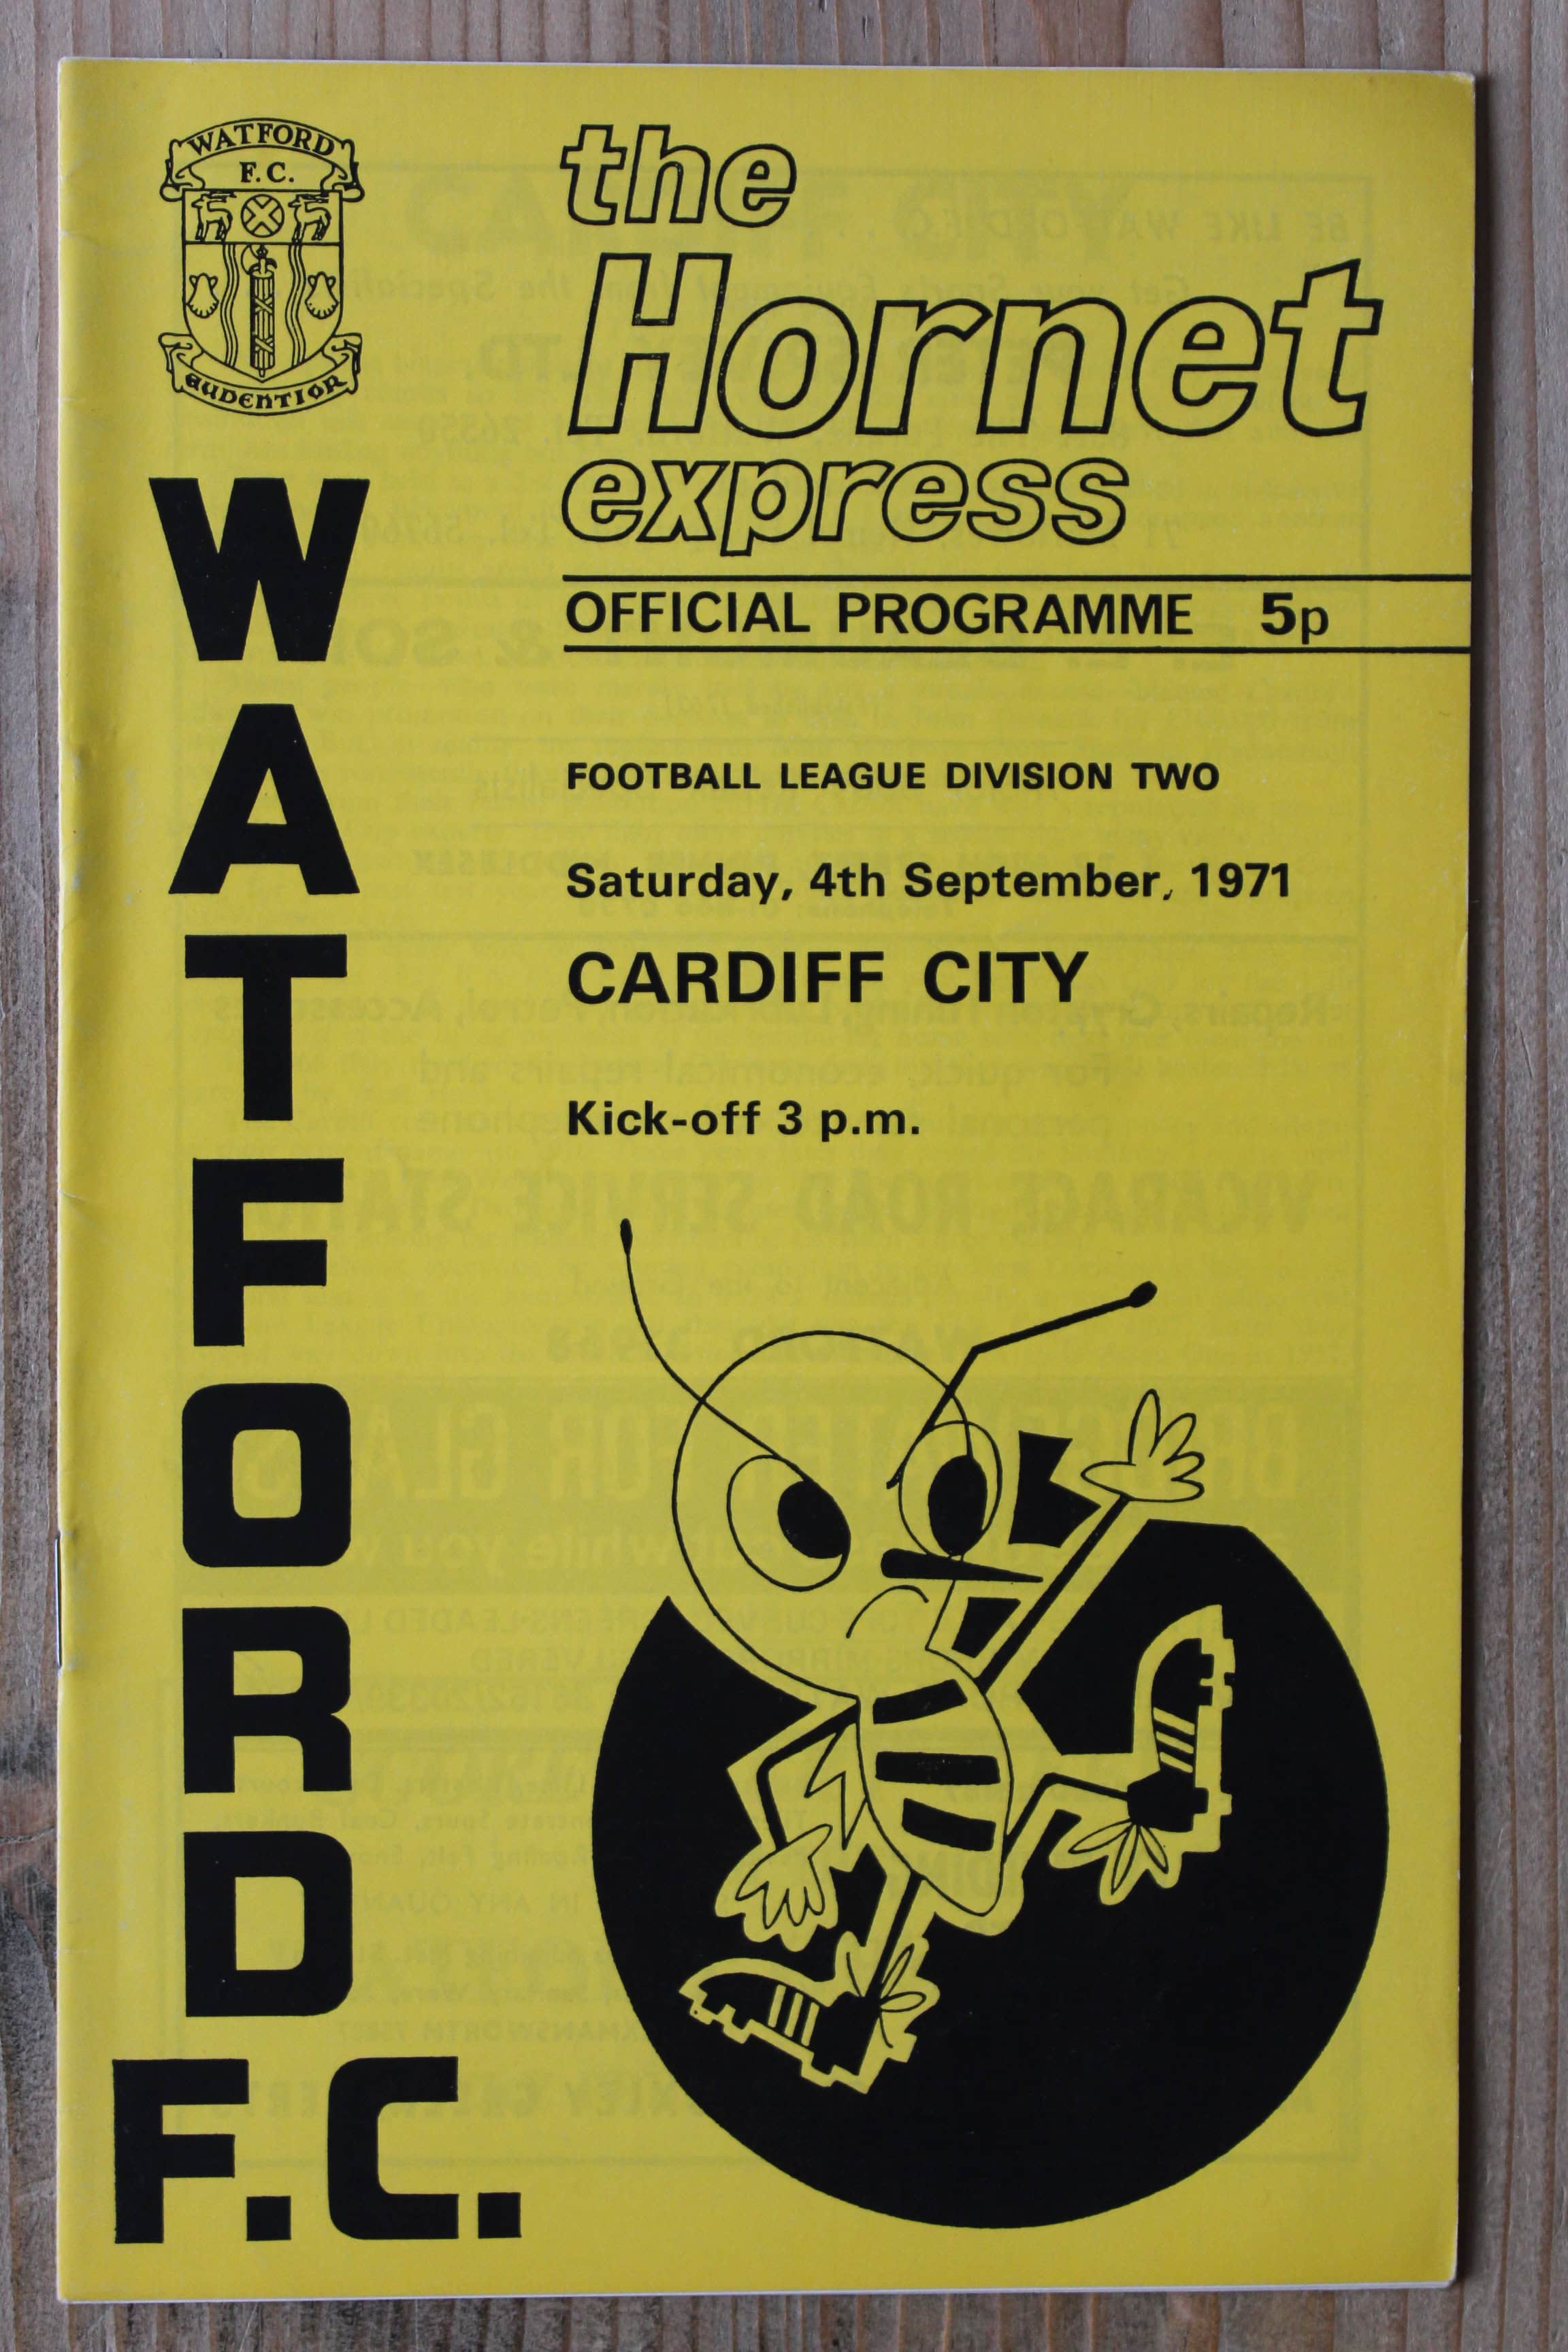 WATFORD
F.C.
AUDENTIOR
WATFORD
F.C.
the
Hornet
express
OFFICIAL PROGRAMME 5p
FOOTBALL LEAGUE DIVISION TWO
Saturday, 4th September, 1971
CARDIFF CITY
Kick-off 3 p.m.